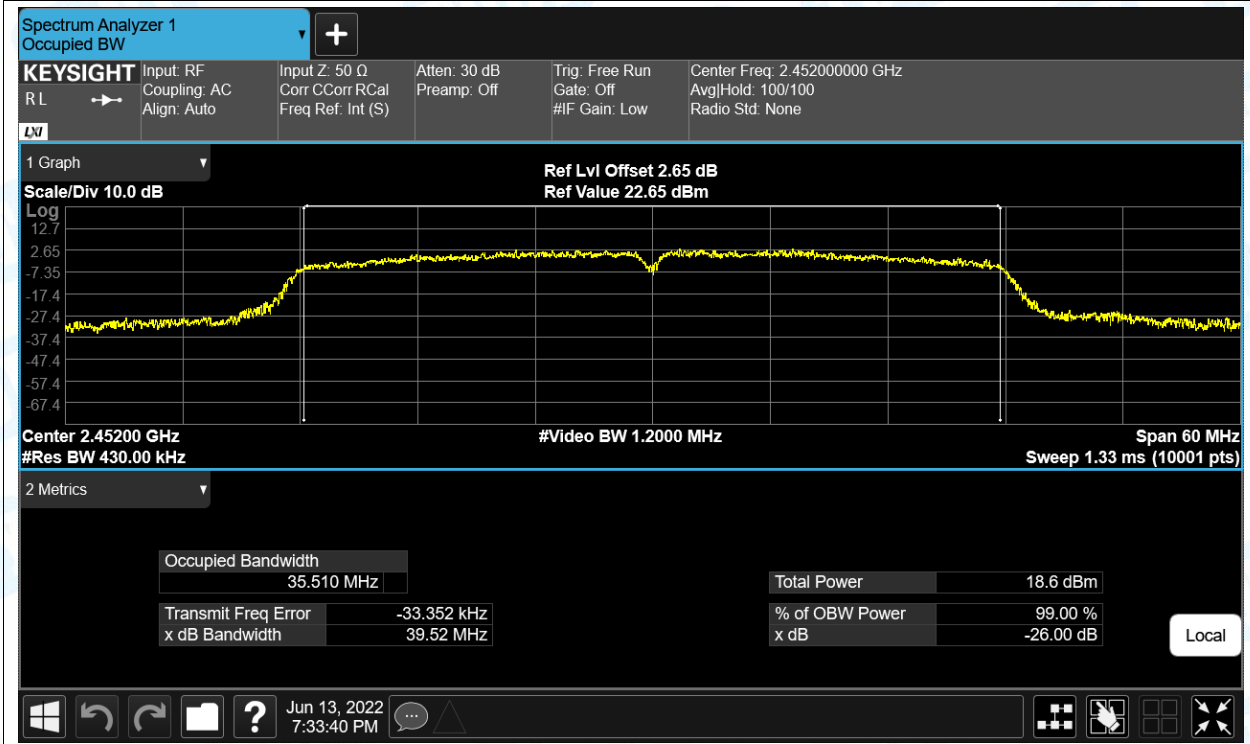 Spectrum Analyzer 1
Occupied BW
KEYSIGHT Input: RF Input Z: 50 Ω Atten: 30 dB Trig: Free Run Center Freq: 2.452000000 GHz
R L Coupling: AC Corr CCorr RCal Preamp: Off Gate: Off Avg|Hold: 100/100
Align: Auto Freq Ref: Int (S) #IF Gain: Low Radio Std: None
LXI
1 Graph
Ref Lvl Offset 2.65 dB
Scale/Div 10.0 dB Ref Value 22.65 dBm
Log
12.7
2.65
-7.35
-17.4
-27.4
-37.4
-47.4
-57.4
-67.4
Center 2.45200 GHz #Video BW 1.2000 MHz Span 60 MHz
#Res BW 430.00 kHz Sweep 1.33 ms (10001 pts)
2 Metrics
Occupied Bandwidth
35.510 MHz Total Power 18.6 dBm
Transmit Freq Error -33.352 kHz % of OBW Power 99.00 %
x dB Bandwidth 39.52 MHz x dB -26.00 dB
Local
? Jun 13, 2022
7:33:40 PM